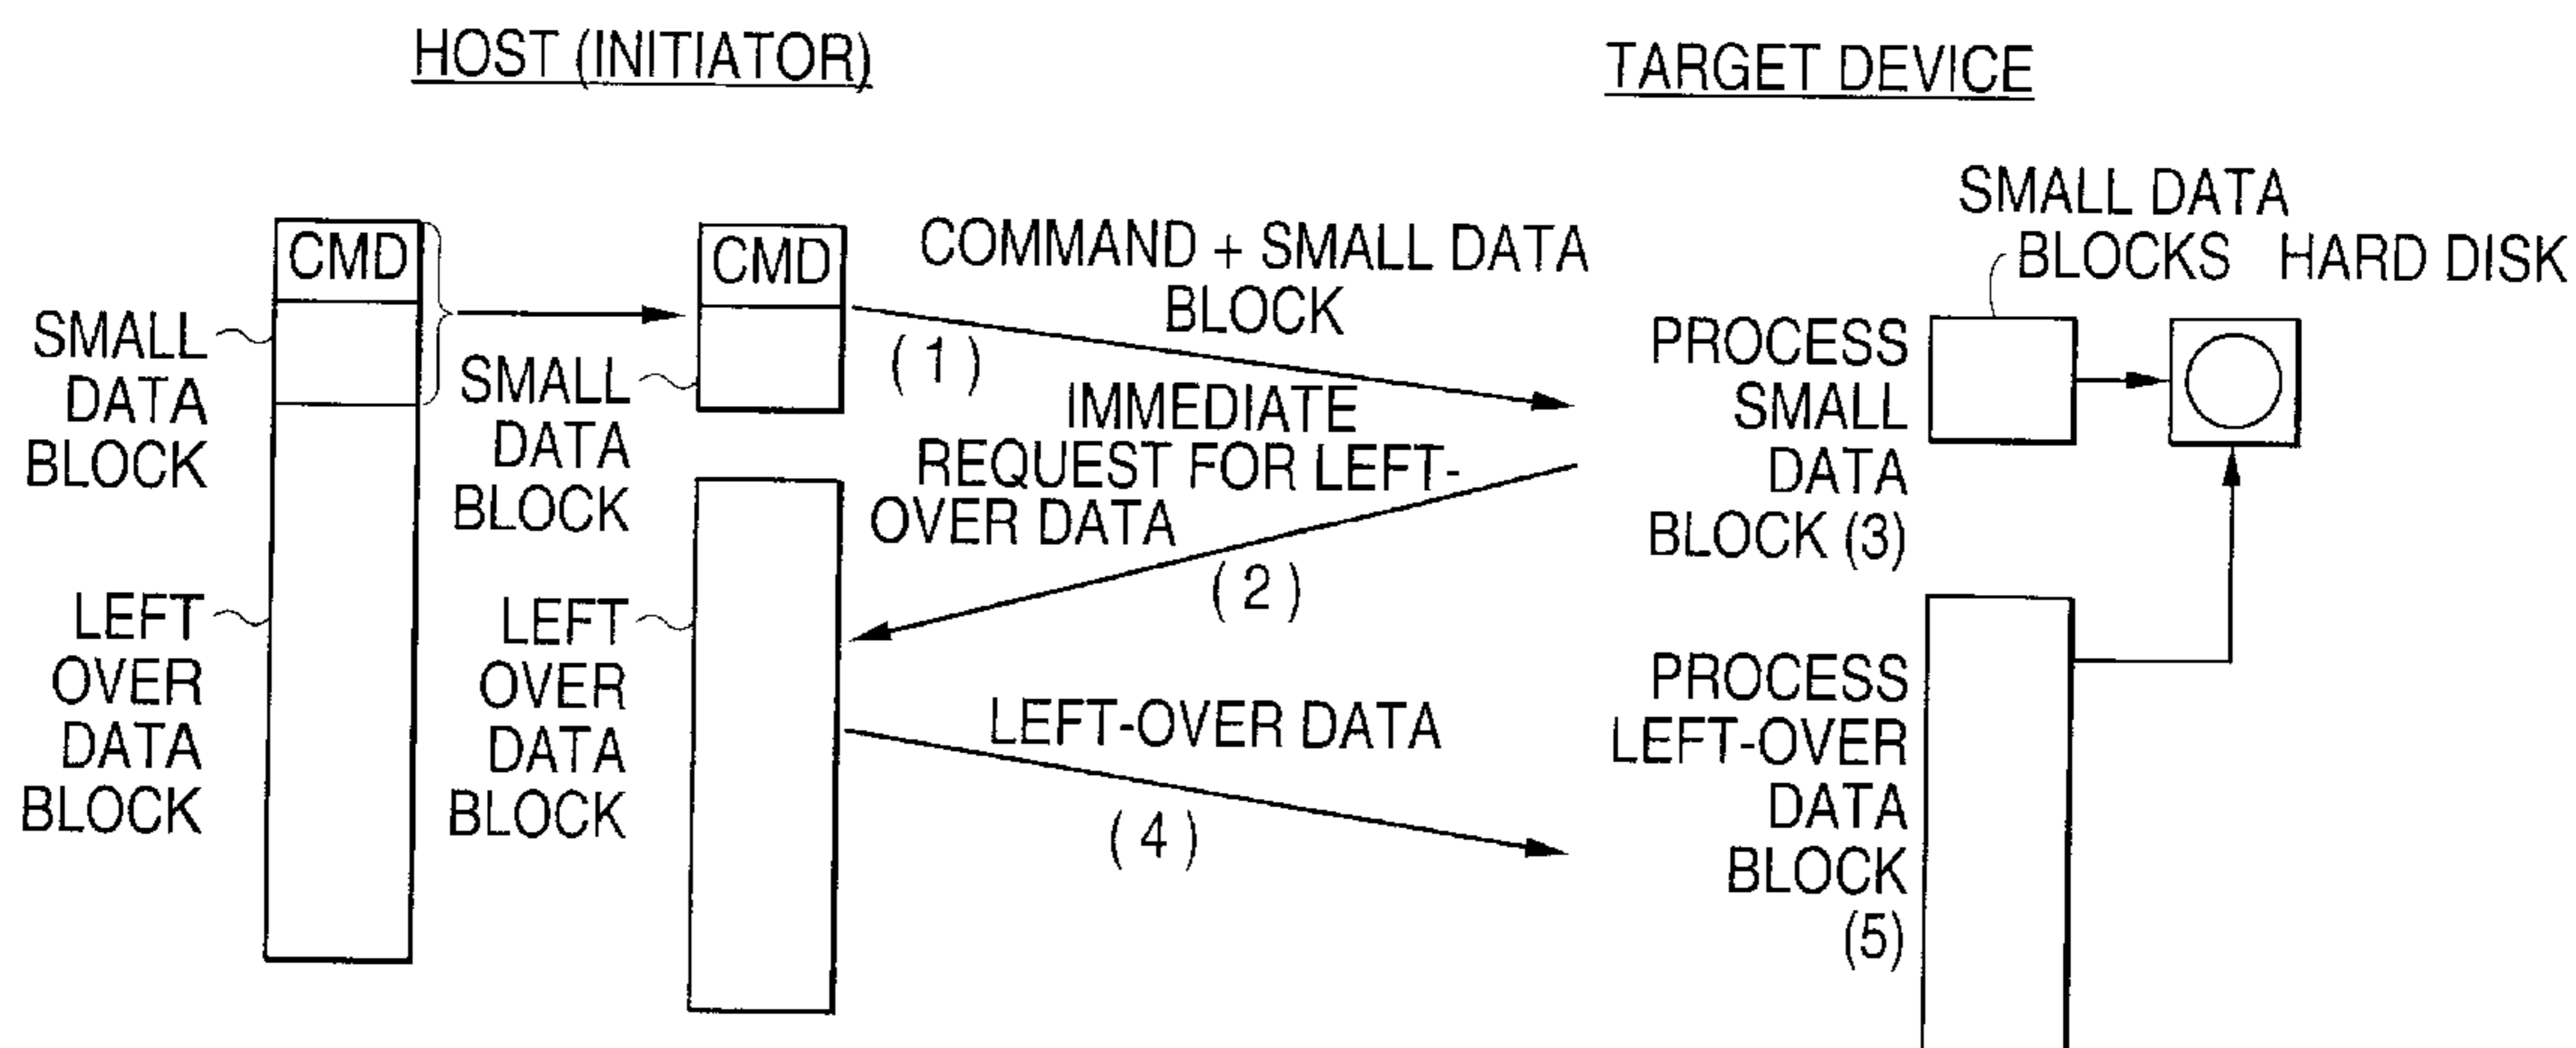 HOST (INITIATOR)
TARGET DEVICE
CMD
SMALL
DATA
BLOCK
LEFT
OVER
DATA
BLOCK
CMD
SMALL
DATA
BLOCK
LEFT
OVER
DATA
BLOCK
COMMAND + SMALL DATA
BLOCK
(1)
IMMEDIATE
REQUEST FOR LEFT-
OVER DATA
(2)
LEFT-OVER DATA
(4)
SMALL DATA
BLOCKS
HARD DISK
PROCESS
SMALL
DATA
BLOCK (3)
PROCESS
LEFT-OVER
DATA
BLOCK
(5)